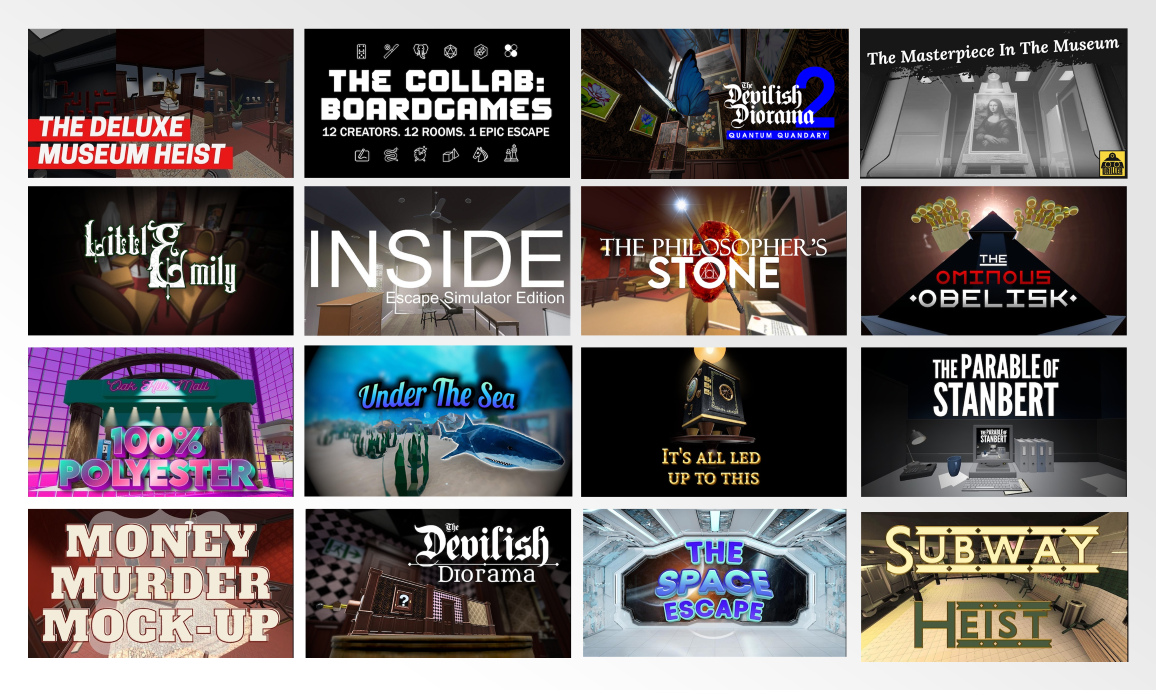 THE DELUXE
MUSEUM HEIST
THE COLLAB:
BOARDGAMES
12 CREATORS. 12 ROOMS. 1 EPIC ESCAPE
The
Devilish
Diorama
2
QUANTUM QUANDARY
The Masterpiece In The Museum
Little
Emily
INSIDE
Escape Simulator Edition
THE PHILOSOPHER'S
STONE
THE
OMINOUS
OBELISK
100%
POLYESTER
Under The Sea
IT'S ALL LED
UP TO THIS
THE PARABLE OF
STANBERT
THE PARABLE OF
STANBERT
MONEY
MURDER
MOCK-UP
The
Devilish
Diorama
?
THE
SPACE
ESCAPE
SUBWAY
HEIST